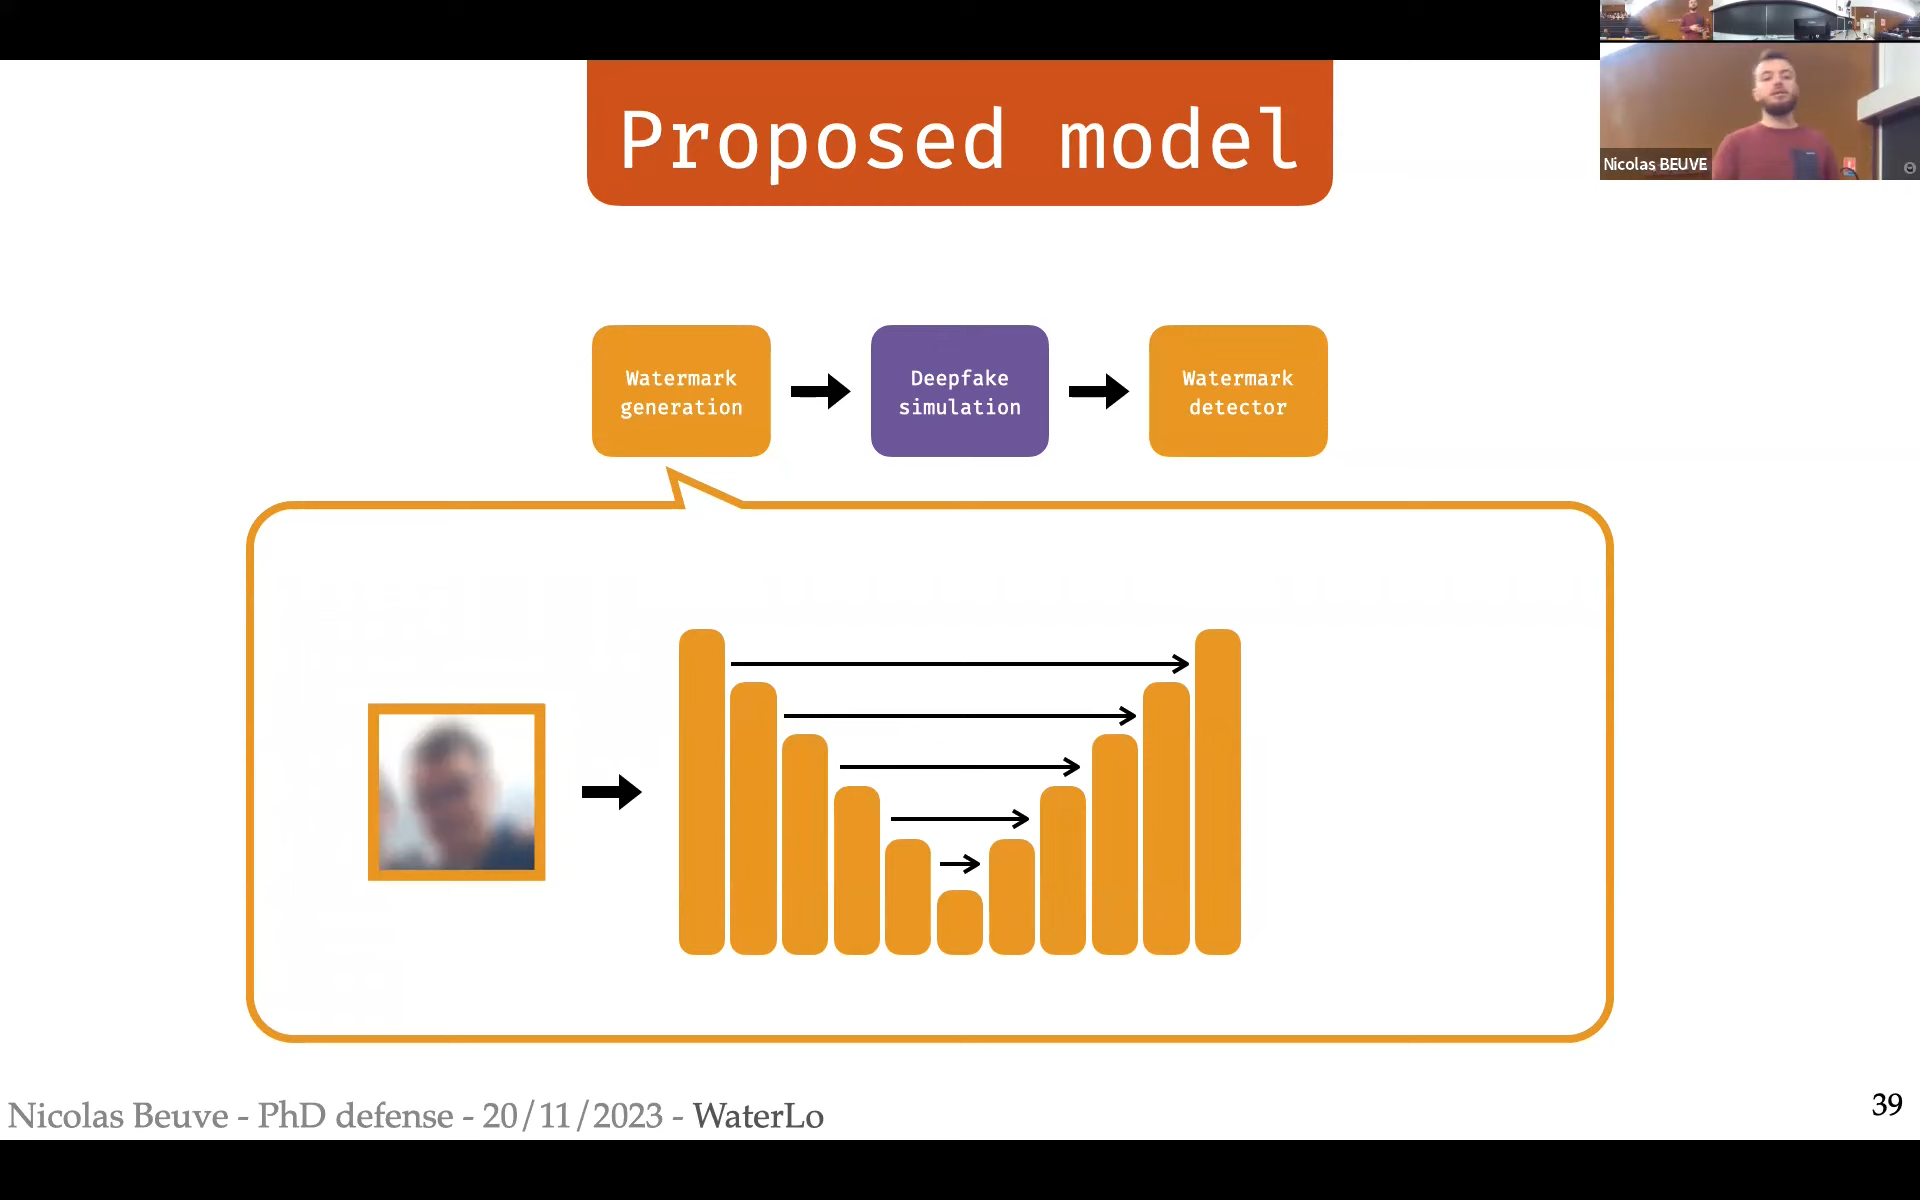 Proposed model
Nicolas BEUVE
Watermark
generation
Deepfake
simulation
Watermark
detector
Nicolas Beuve - PhD defense - 20/11/2023 - WaterLo
39